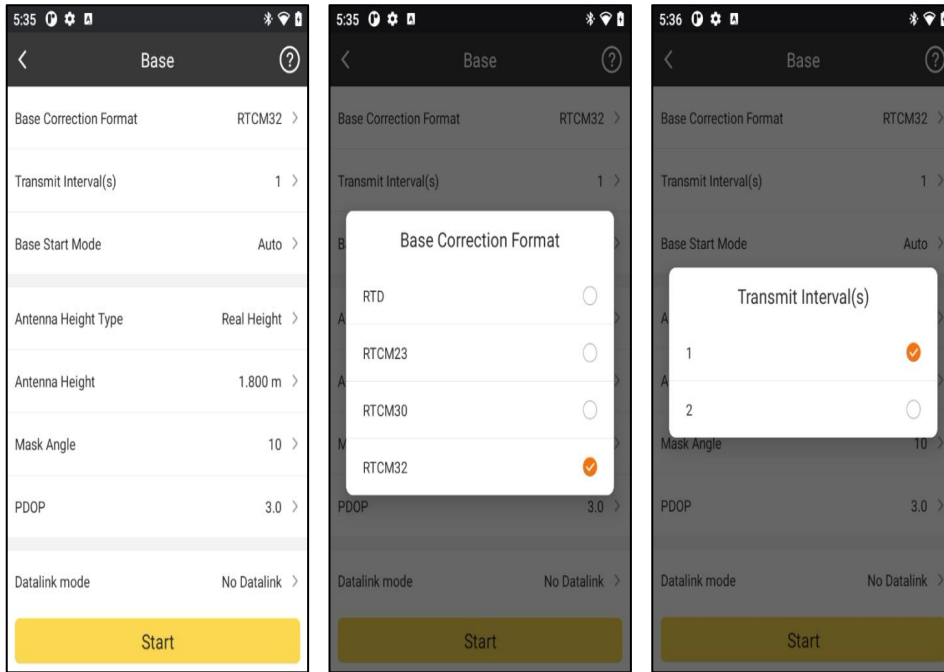 5:35
Base
Base Correction Format RTCM32
Transmit Interval(s) 1
Base Start Mode Auto
Antenna Height Type Real Height
Antenna Height 1.800 m
Mask Angle 10
PDOP 3.0
Datalink mode No Datalink
Start
5:35
Base
Base Correction Format RTCM32
Transmit Interval(s) 1
B
Base Correction Format
RTD
A
RTCM23
A
RTCM30
M
RTCM32
PDOP 3.0
Datalink mode No Datalink
Start
5:36
Base
Base Correction Format RTCM32
Transmit Interval(s) 1
Base Start Mode Auto
Transmit Interval(s)
A
1
A
2
Mask Angle 10
PDOP 3.0
Datalink mode No Datalink
Start